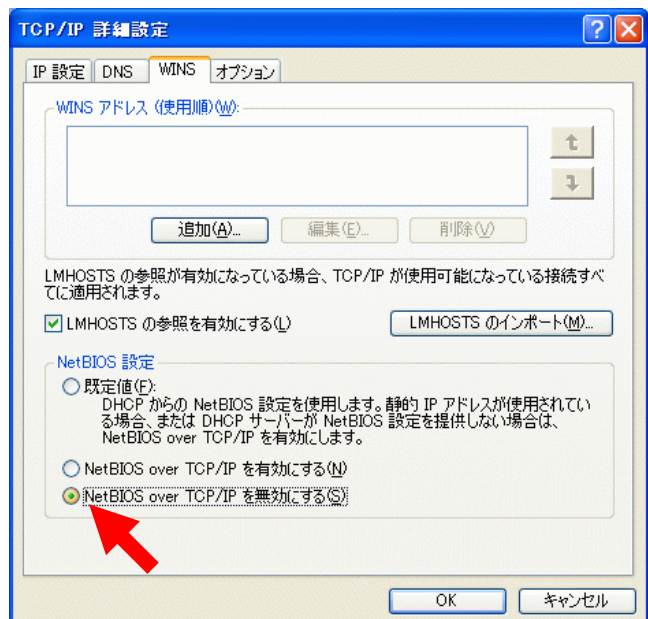 TCP/IP 詳細設定
IP 設定 DNS WINS オプション
WINS アドレス (使用順)(W):
追加(A)... 編集(E)... 削除(V)
LMHOSTS の参照が有効になっている場合、TCP/IP が使用可能になっている接続すべ
てに適用されます。
LMHOSTS の参照を有効にする(L) LMHOSTS のインポート(M)...
NetBIOS 設定
既定値(F):
DHCP からの NetBIOS 設定を使用します。静的 IP アドレスが使用されてい
る場合、または DHCP サーバーが NetBIOS 設定を提供しない場合は、
NetBIOS over TCP/IP を有効にします。
NetBIOS over TCP/IP を有効にする(N)
NetBIOS over TCP/IP を無効にする(S)
OK キャンセル